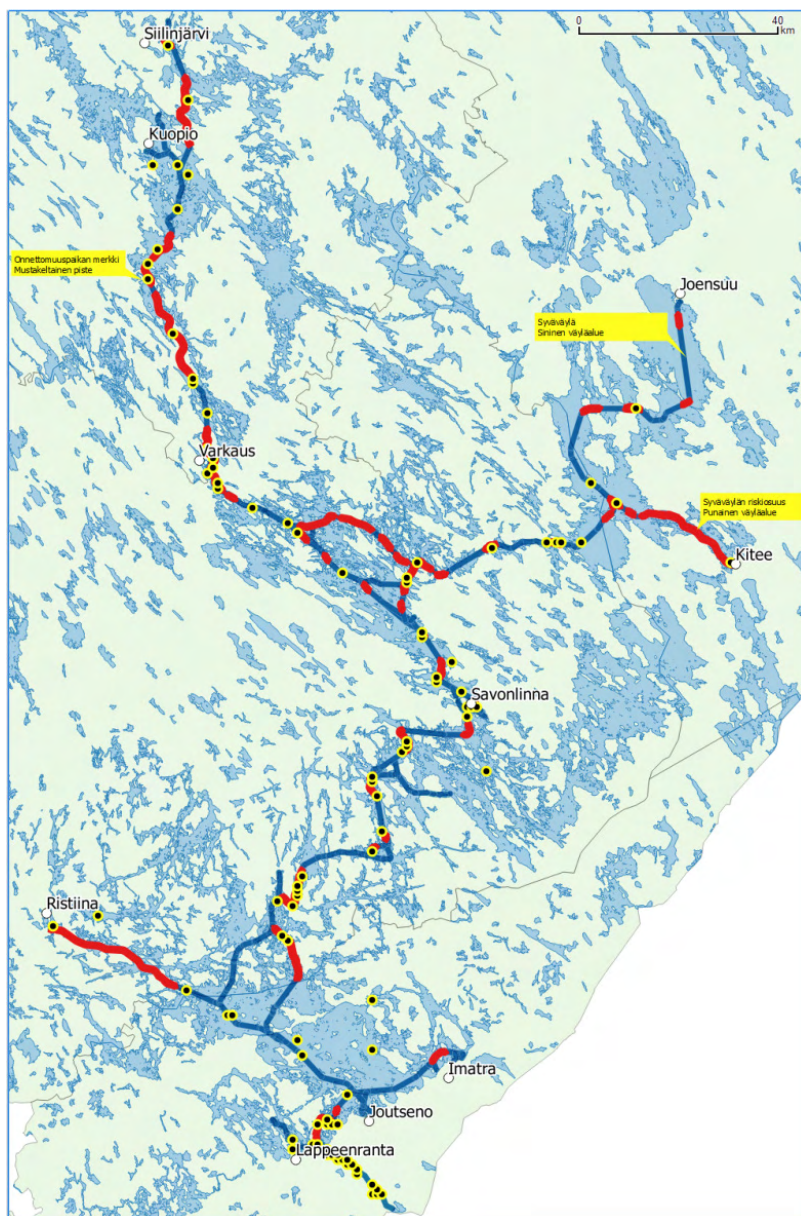 Siilinjärvi
0
40
km
Kuopio
Onnettomuuspaikan merkki
Mustakeltainen piste
Joensuu
Syväväylä
Sininen väyläalue
Varkaus
Syväväylän riskiosuus
Punainen väyläalue
Kitee
Savonlinna
Ristiina
Imatra
Joutseno
Lappeenranta